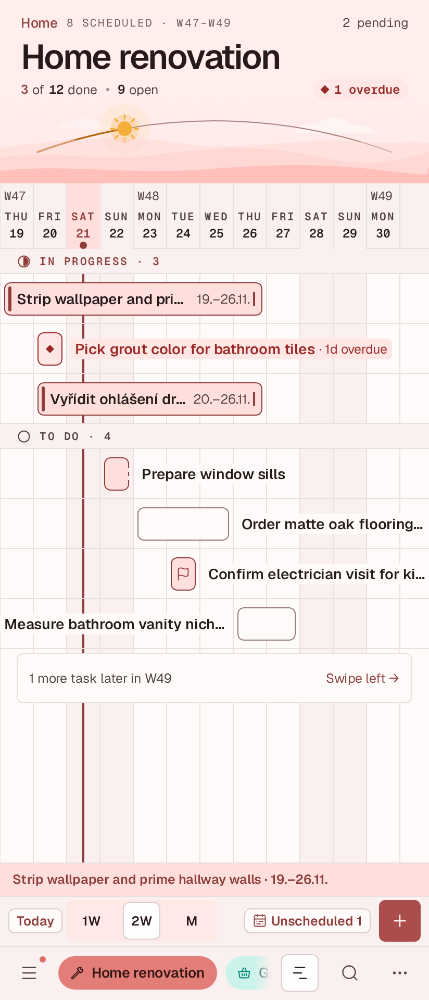 Home 8 SCHEDULED · W47–W49 2 pending
Home renovation
3 of 12 done • 9 open ◆ 1 overdue
W47 W48 W49
THU FRI SAT SUN MON TUE WED THU FRI SAT SUN MON
19 20 21 22 23 24 25 26 27 28 29 30
IN PROGRESS · 3
Strip wallpaper and pri… 19.–26.11.
Pick grout color for bathroom tiles · 1d overdue
Vyřídit ohlášení dr… 20.–26.11.
TO DO · 4
Prepare window sills
Order matte oak flooring…
Confirm electrician visit for ki…
Measure bathroom vanity nich…
1 more task later in W49 Swipe left →
Strip wallpaper and prime hallway walls · 19.–26.11.
Today 1W 2W M Unscheduled 1 +
Home renovation G